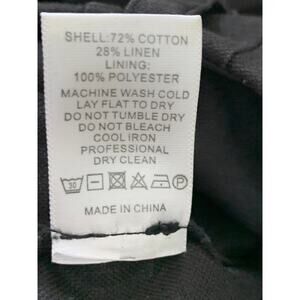 SHELL:72% COTTON
28% LINEN
LINING:
100% POLYESTER
MACHINE WASH COLD
LAY FLAT TO DRY
DO NOT TUMBLE DRY
DO NOT BLEACH
COOL IRON
PROFESSIONAL
DRY CLEAN
30 P
MADE IN CHINA